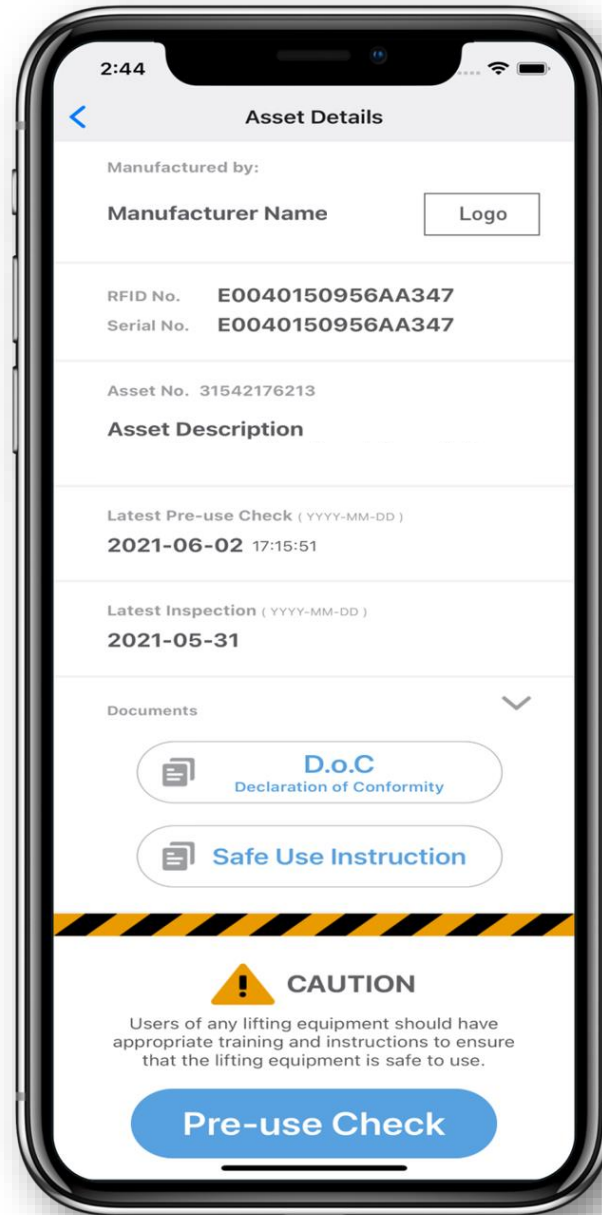 2:44
Asset Details
Manufactured by:
Manufacturer Name
Logo
RFID No. E0040150956AA347
Serial No. E0040150956AA347
Asset No. 31542176213
Asset Description
Latest Pre-use Check ( YYYY-MM-DD )
2021-06-02 17:15:51
Latest Inspection ( YYYY-MM-DD )
2021-05-31
Documents
D.o.C
Declaration of Conformity
Safe Use Instruction
CAUTION
Users of any lifting equipment should have
appropriate training and instructions to ensure
that the lifting equipment is safe to use.
Pre-use Check